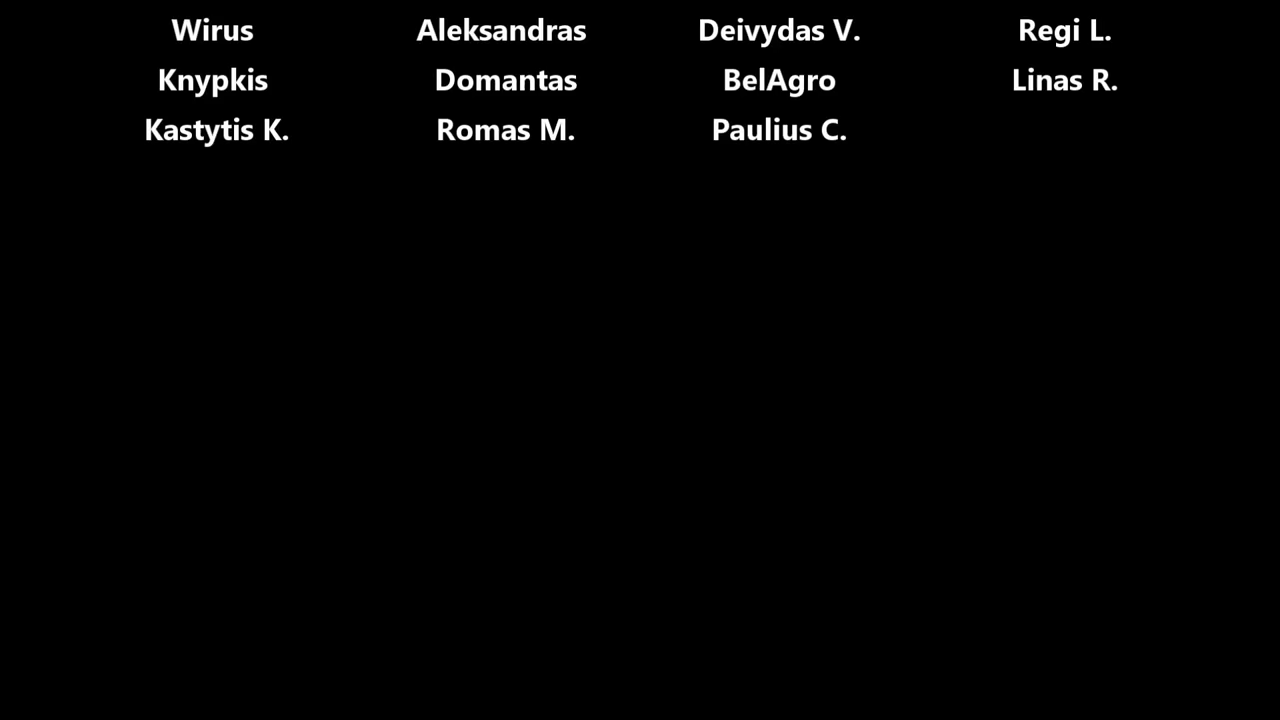 Wirus Aleksandras Deivydas V. Regi L.
Knypkis Domantas BelAgro Linas R.
Kastytis K. Romas M. Paulius C.